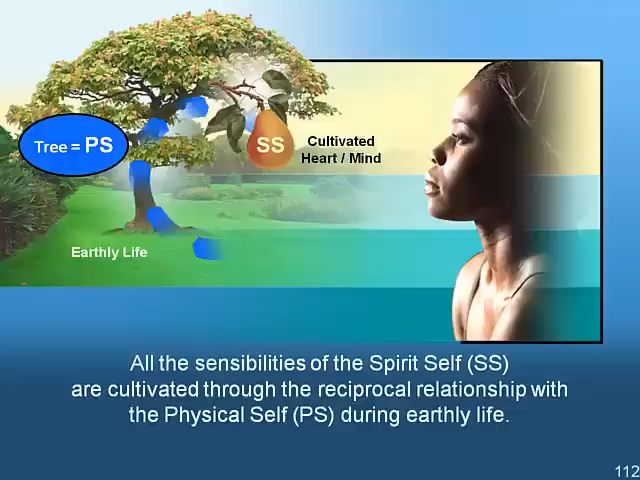 Tree = PS
SS
Cultivated
Heart / Mind
Earthly Life
All the sensibilities of the Spirit Self (SS)
are cultivated through the reciprocal relationship with
the Physical Self (PS) during earthly life.
112